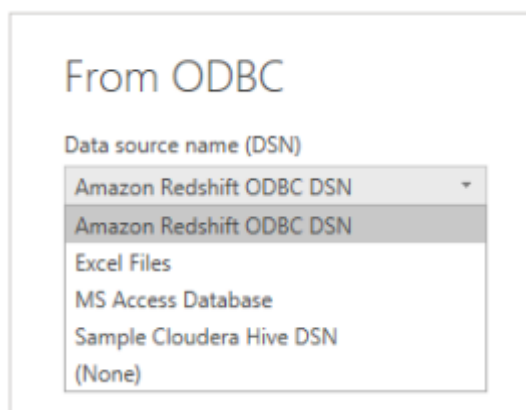 From ODBC
Data source name (DSN)
Amazon Redshift ODBC DSN
Amazon Redshift ODBC DSN
Excel Files
MS Access Database
Sample Cloudera Hive DSN
(None)